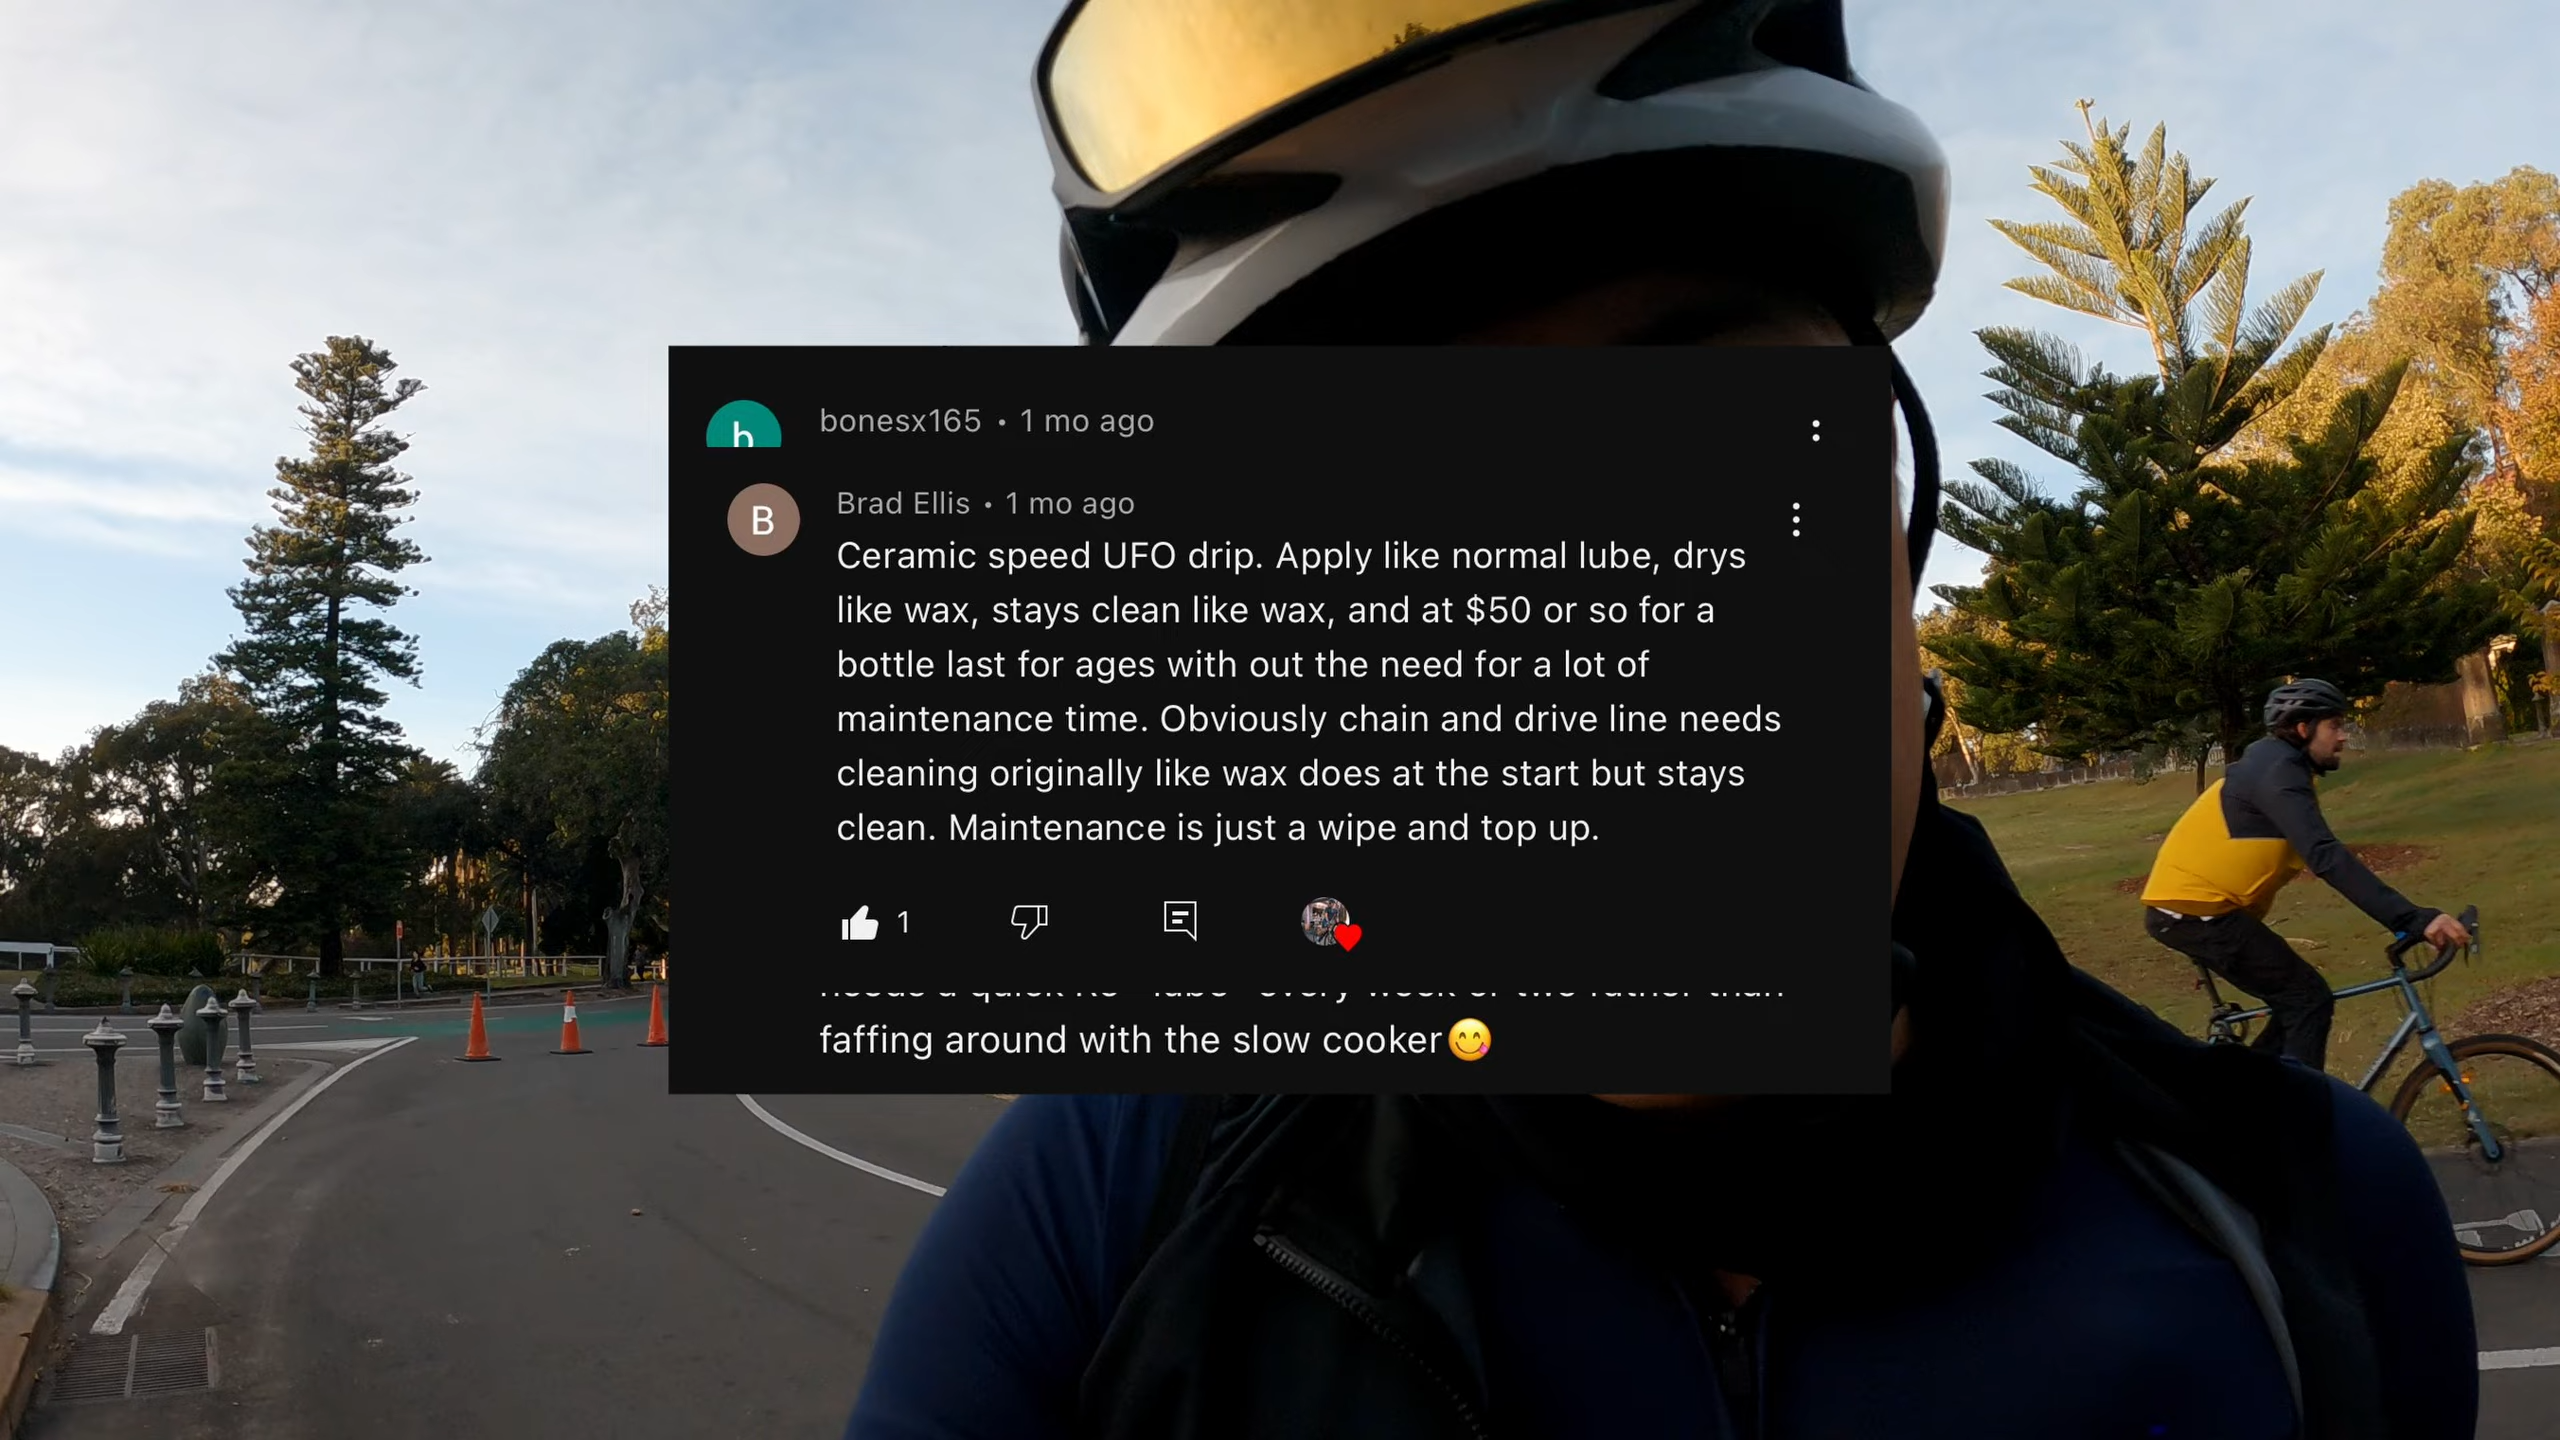 bonesx165 • 1 mo ago
b
B
Brad Ellis • 1 mo ago
Ceramic speed UFO drip. Apply like normal lube, drys
like wax, stays clean like wax, and at $50 or so for a
bottle last for ages with out the need for a lot of
maintenance time. Obviously chain and drive line needs
cleaning originally like wax does at the start but stays
clean. Maintenance is just a wipe and top up.
1
faffing around with the slow cooker😋